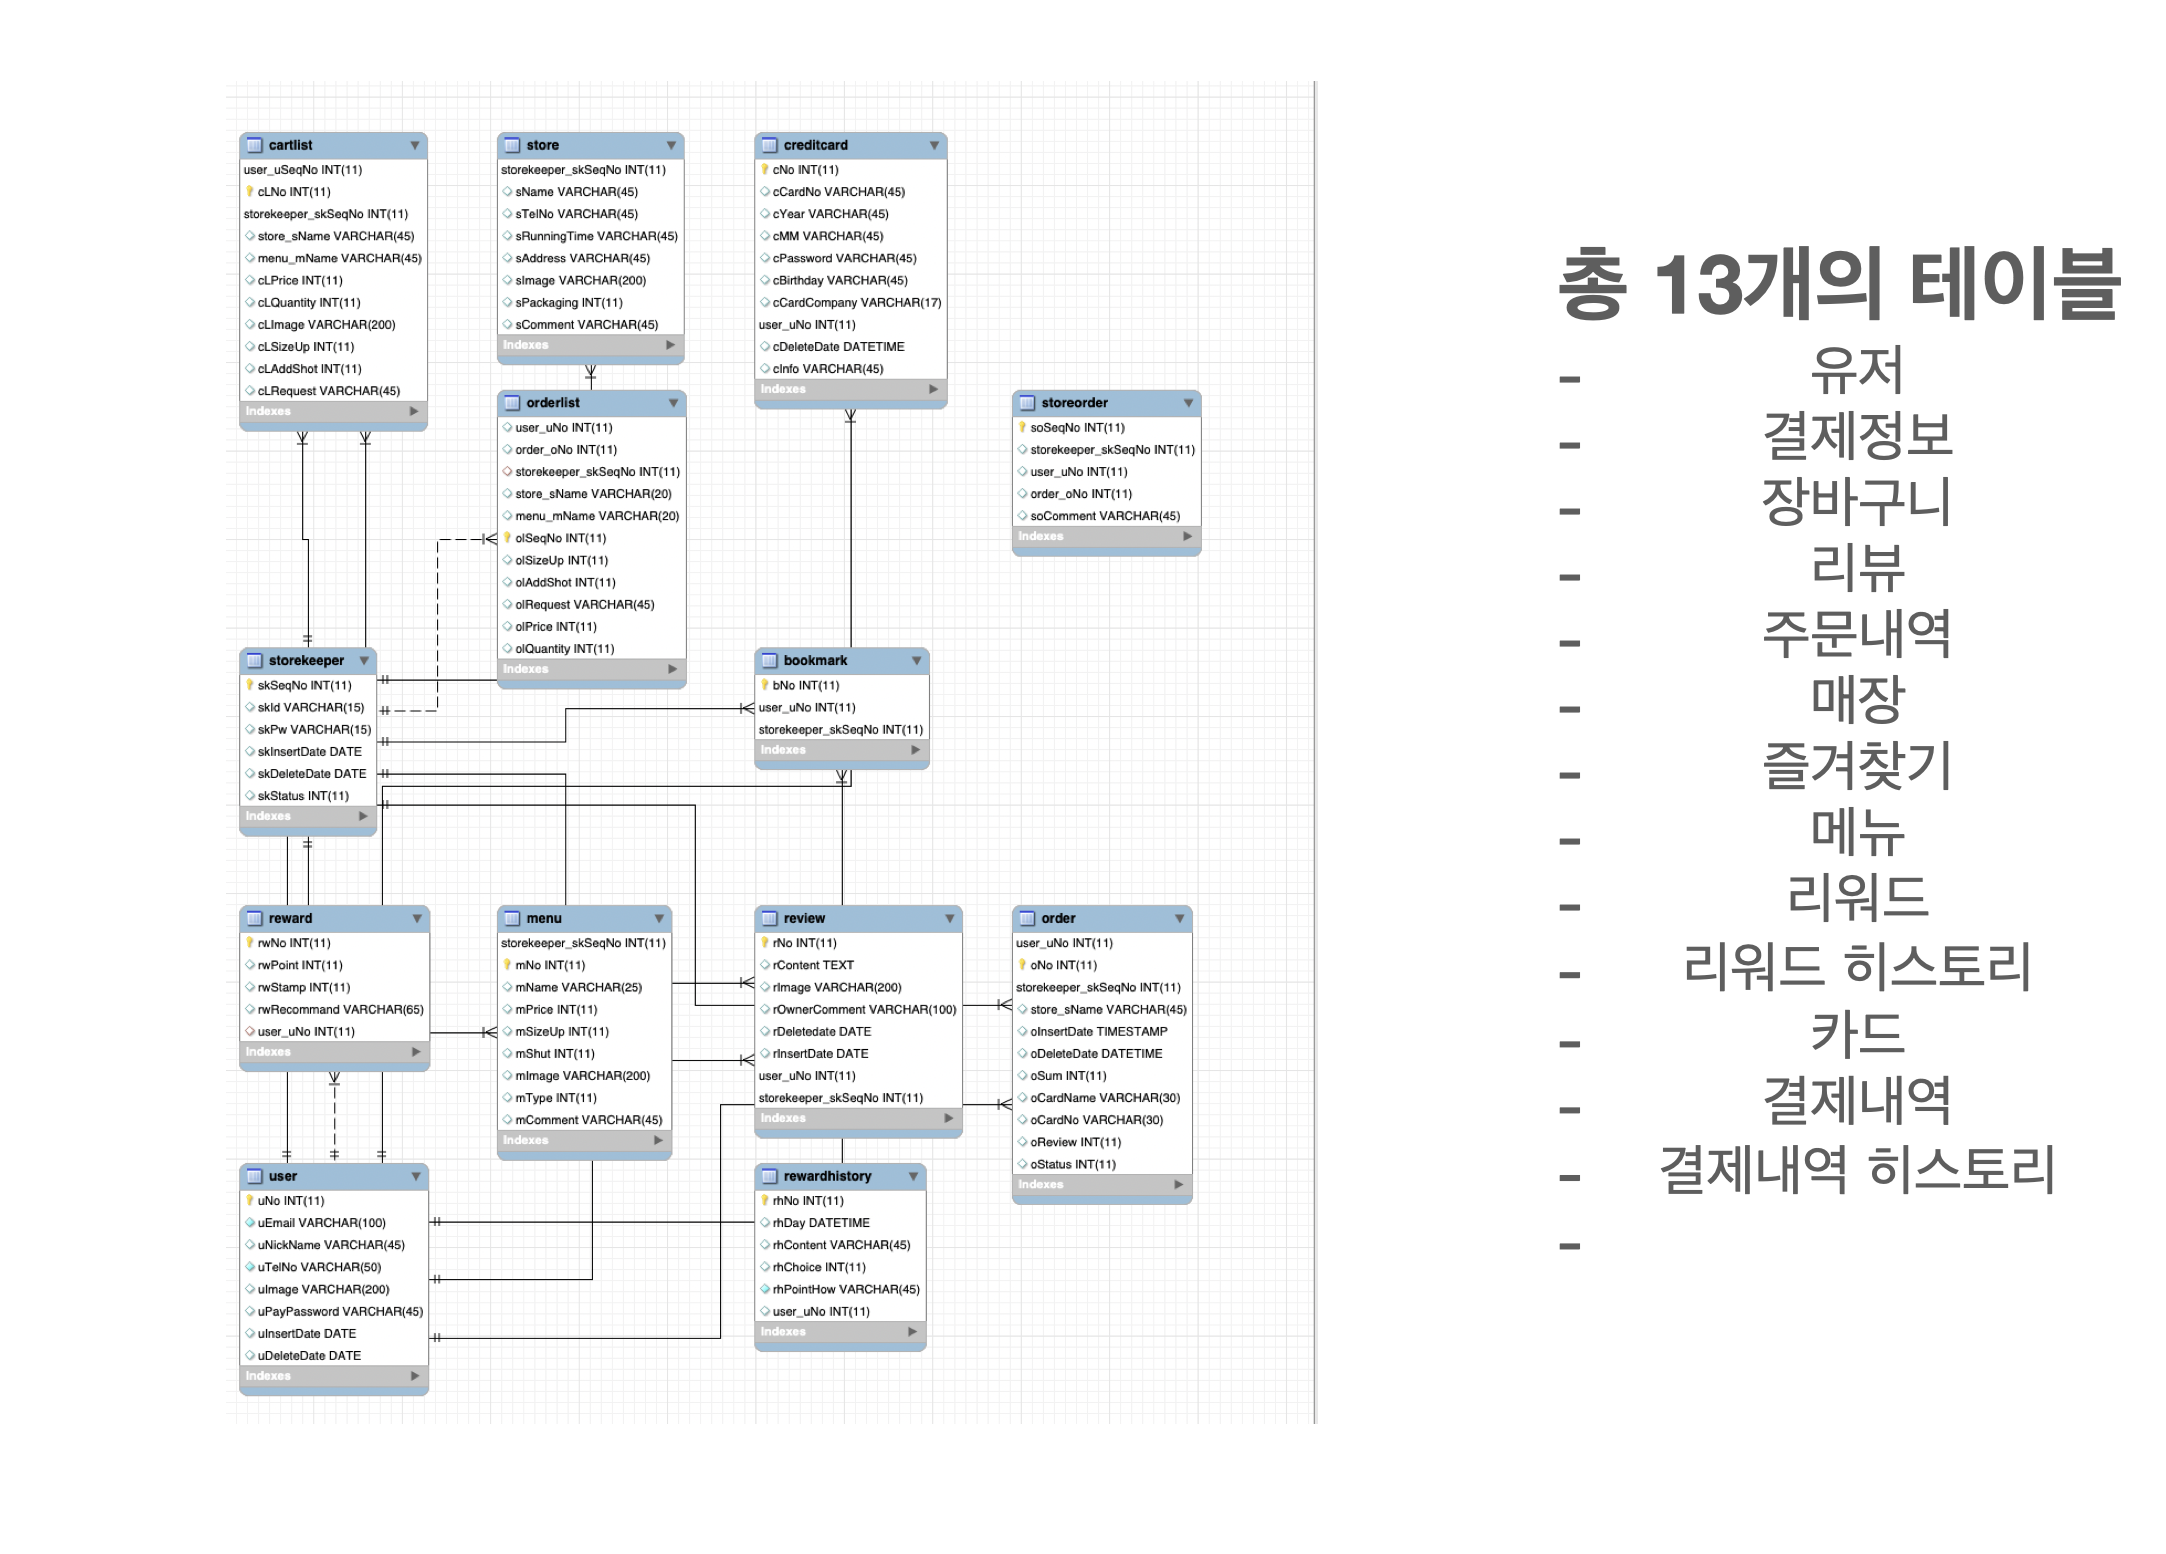 cartlist
user_uSeqNo INT(11)
cLNo INT(11)
storekeeper_skSeqNo INT(11)
store_sName VARCHAR(45)
menu_mName VARCHAR(45)
cLPrice INT(11)
cLQuantity INT(11)
cLImage VARCHAR(200)
cLSizeUp INT(11)
cLAddShot INT(11)
cLRequest VARCHAR(45)
Indexes
store
storekeeper_skSeqNo INT(11)
sName VARCHAR(45)
sTelNo VARCHAR(45)
sRunningTime VARCHAR(45)
sAddress VARCHAR(45)
sImage VARCHAR(200)
sPackaging INT(11)
sComment VARCHAR(45)
Indexes
creditcard
cNo INT(11)
cCardNo VARCHAR(45)
cYear VARCHAR(45)
cMM VARCHAR(45)
cPassword VARCHAR(45)
cBirthday VARCHAR(45)
cCardCompany VARCHAR(17)
user_uNo INT(11)
cDeleteDate DATETIME
cInfo VARCHAR(45)
Indexes
orderlist
user_uNo INT(11)
order_oNo INT(11)
storekeeper_skSeqNo INT(11)
store_sName VARCHAR(20)
menu_mName VARCHAR(20)
olSeqNo INT(11)
olSizeUp INT(11)
olAddShot INT(11)
olRequest VARCHAR(45)
olPrice INT(11)
olQuantity INT(11)
Indexes
storeorder
soSeqNo INT(11)
storekeeper_skSeqNo INT(11)
user_uNo INT(11)
order_oNo INT(11)
soComment VARCHAR(45)
Indexes
storekeeper
skSeqNo INT(11)
skId VARCHAR(15)
skPw VARCHAR(15)
skInsertDate DATE
skDeleteDate DATE
skStatus INT(11)
Indexes
bookmark
bNo INT(11)
user_uNo INT(11)
storekeeper_skSeqNo INT(11)
Indexes
reward
rwNo INT(11)
rwPoint INT(11)
rwStamp INT(11)
rwRecommand VARCHAR(65)
user_uNo INT(11)
Indexes
menu
storekeeper_skSeqNo INT(11)
mNo INT(11)
mName VARCHAR(25)
mPrice INT(11)
mSizeUp INT(11)
mShut INT(11)
mImage VARCHAR(200)
mType INT(11)
mComment VARCHAR(45)
Indexes
review
rNo INT(11)
rContent TEXT
rImage VARCHAR(200)
rOwnerComment VARCHAR(100)
rDeletedate DATE
rInsertDate DATE
user_uNo INT(11)
storekeeper_skSeqNo INT(11)
Indexes
order
user_uNo INT(11)
oNo INT(11)
storekeeper_skSeqNo INT(11)
store_sName VARCHAR(45)
oInsertDate TIMESTAMP
oDeleteDate DATETIME
oSum INT(11)
oCardName VARCHAR(30)
oCardNo VARCHAR(30)
oReview INT(11)
oStatus INT(11)
Indexes
user
uNo INT(11)
uEmail VARCHAR(100)
uNickName VARCHAR(45)
uTelNo VARCHAR(50)
uImage VARCHAR(200)
uPayPassword VARCHAR(45)
uInsertDate DATE
uDeleteDate DATE
Indexes
rewardhistory
rhNo INT(11)
rhDay DATETIME
rhContent VARCHAR(45)
rhChoice INT(11)
rhPointHow VARCHAR(45)
user_uNo INT(11)
Indexes
총 13개의 테이블
- 유저
- 결제정보
- 장바구니
- 리뷰
- 주문내역
- 매장
- 즐겨찾기
- 메뉴
- 리워드
- 리워드 히스토리
- 카드
- 결제내역
- 결제내역 히스토리
-